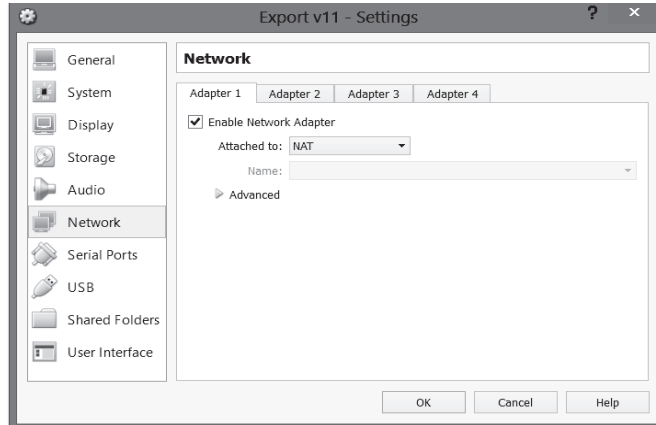 Export v11 - Settings
?
×
General
System
Display
Storage
Audio
Network
Serial Ports
USB
Shared Folders
User Interface
Network
Adapter 1 Adapter 2 Adapter 3 Adapter 4
Enable Network Adapter
Attached to: NAT
Name:
Advanced
OK Cancel Help